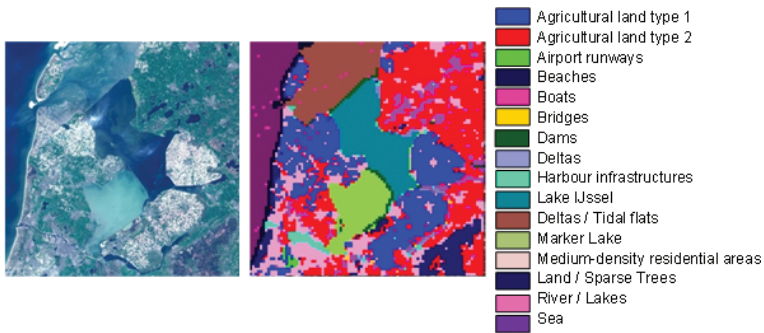 Agricultural land type 1
Agricultural land type 2
Airport runways
Beaches
Boats
Bridges
Dams
Deltas
Harbour infrastructures
Lake IJssel
Deltas / Tidal flats
Marker Lake
Medium-density residential areas
Land / Sparse Trees
River / Lakes
Sea